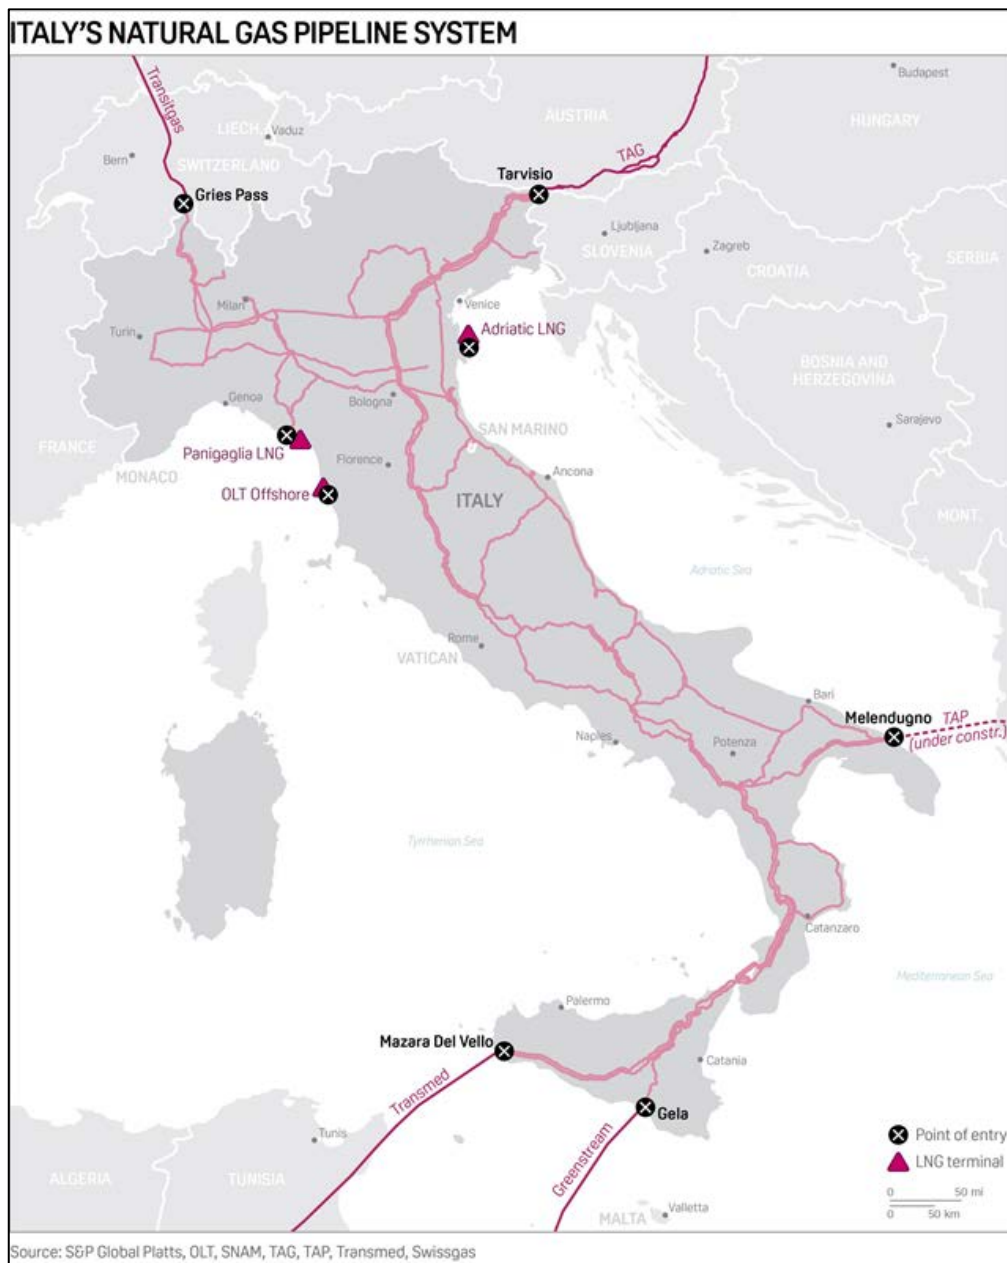 ITALY'S NATURAL GAS PIPELINE SYSTEM
Transitgas
Budapest
LIECH.
Vaduz
AUSTRIA
HUNGARY
Bern
SWITZERLAND
TAG
Tarvisio
Gries Pass
Ljubljana
SLOVENIA
Zagreb
CROATIA
SERBIA
Milan
Venice
Turin
Adriatic LNG
BOSNIA AND
HERZEGOVINA
Genoa
Bologna
Sarajevo
SAN MARINO
FRANCE
Panigaglia LNG
MONACO
Florence
Ancona
OLT Offshore
ITALY
MONT.
Adriatic Sea
Rome
VATICAN
Bari
Melendugno
TAP
(under constr.)
Naples
Potenza
Tyrrhenian Sea
Catanzaro
Mediterranean Sea
Palermo
Mazara Del Vello
Catania
Transmed
Gela
Greenstream
Tunis
ALGERIA
TUNISIA
Valletta
MALTA
Point of entry
LNG terminal
0 50 mi
0 50 km
Source: S&P Global Platts, OLT, SNAM, TAG, TAP, Transmed, Swissgas